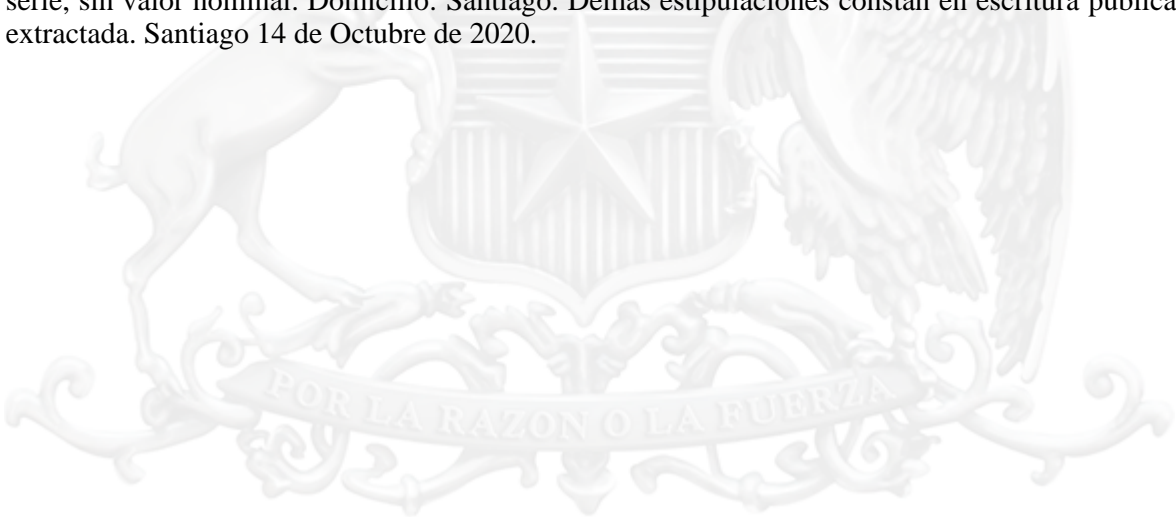 serie, sin valor nominal. Domicilio: Santiago. Demás estipulaciones constan en escritura pública
extractada. Santiago 14 de Octubre de 2020.
POR LA RAZON O LA FUERZA